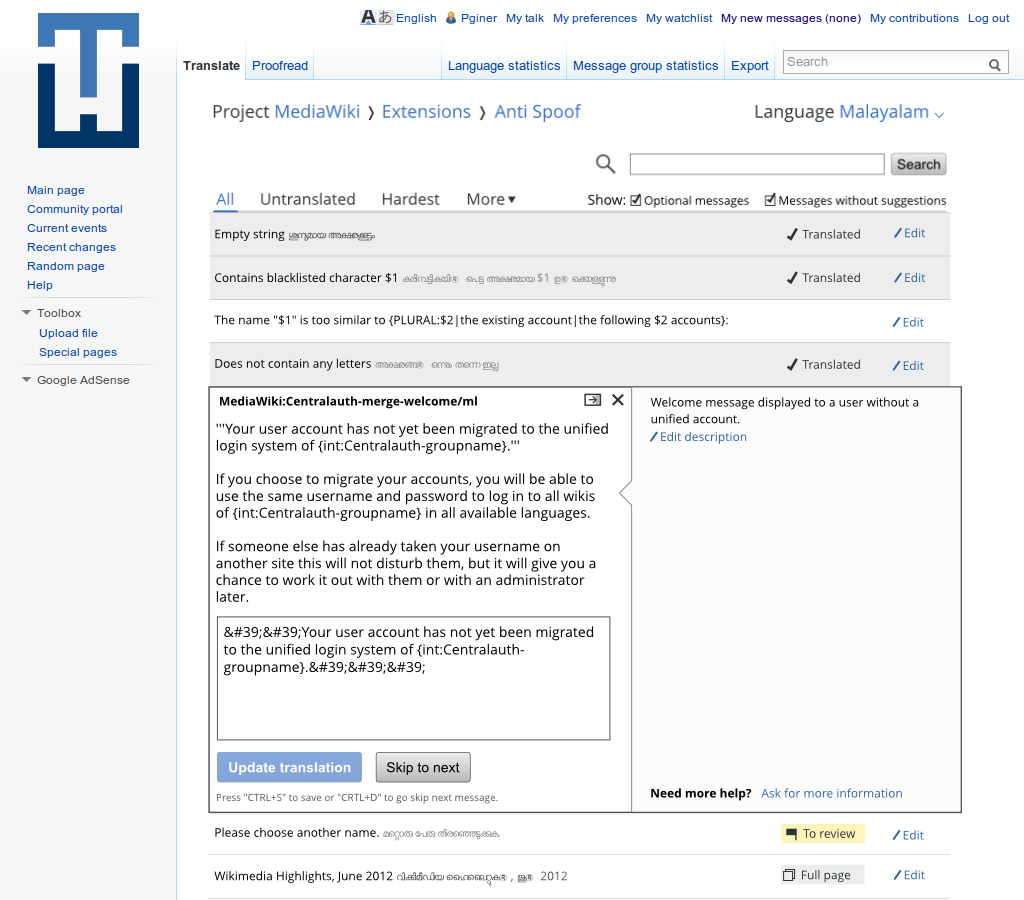 English Pginer My talk My preferences My watchlist My new messages (none) My contributions Log out
Translate Proofread Language statistics Message group statistics Export Search
Project MediaWiki ❯ Extensions ❯ Anti Spoof Language Malayalam
Search
Main page
Community portal
Current events
Recent changes
Random page
Help
Toolbox
Upload file
Special pages
Google AdSense
All Untranslated Hardest More▼ Show: Optional messages Messages without suggestions
Empty string Translated Edit
Contains blacklisted character $1 $1 Translated Edit
The name "$1" is too similar to {PLURAL:$2|the existing account|the following $2 accounts}: Edit
Does not contain any letters Translated Edit
MediaWiki:Centralauth-merge-welcome/ml
'''Your user account has not yet been migrated to the unified
login system of {int:Centralauth-groupname}.'''
If you choose to migrate your accounts, you will be able to
use the same username and password to log in to all wikis
of {int:Centralauth-groupname} in all available languages.
If someone else has already taken your username on
another site this will not disturb them, but it will give you a
chance to work it out with them or with an administrator
later.
&#39;&#39;Your user account has not yet been migrated
to the unified login system of {int:Centralauth-
groupname}.&#39;&#39;&#39;
Update translation Skip to next
Press "CTRL+S" to save or "CRTL+D" to go skip next message.
Welcome message displayed to a user without a
unified account.
Edit description
Need more help? Ask for more information
Please choose another name. To review Edit
Wikimedia Highlights, June 2012 , 2012 Full page Edit